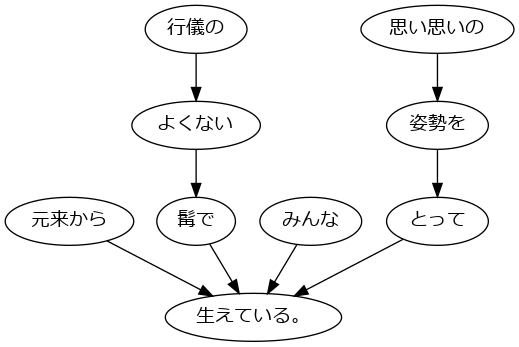 行儀の
思い思いの
よくない
姿勢を
元来から
髯で
みんな
とって
生えている。